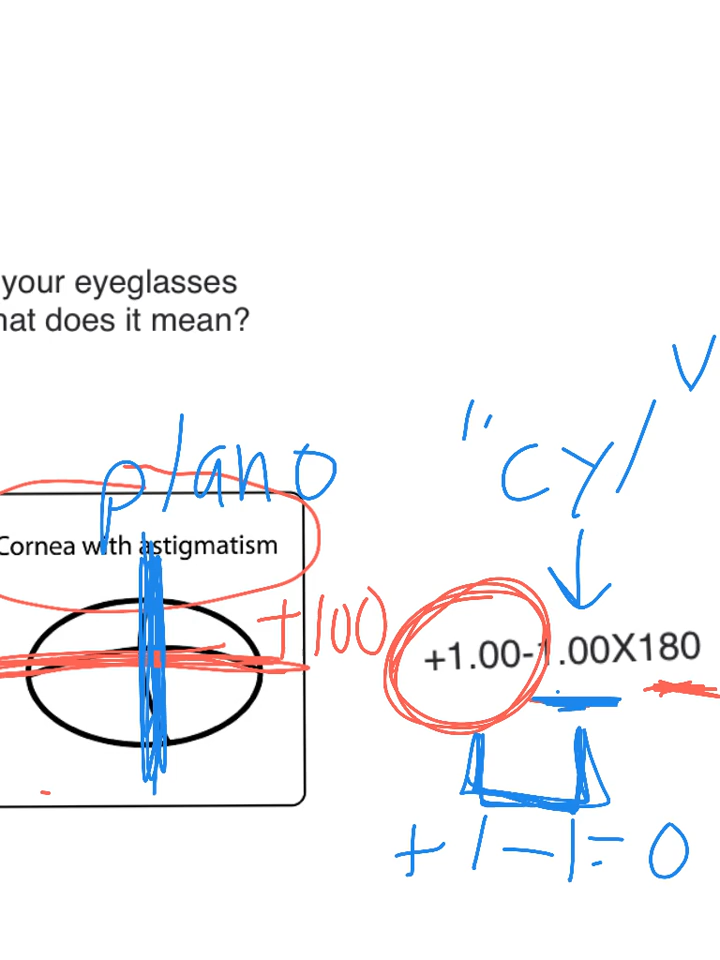 your eyeglasses
hat does it mean?
V
plano
"Cyl
Cornea with astigmatism
+100
+1.00-1.00X180
+1-1=0